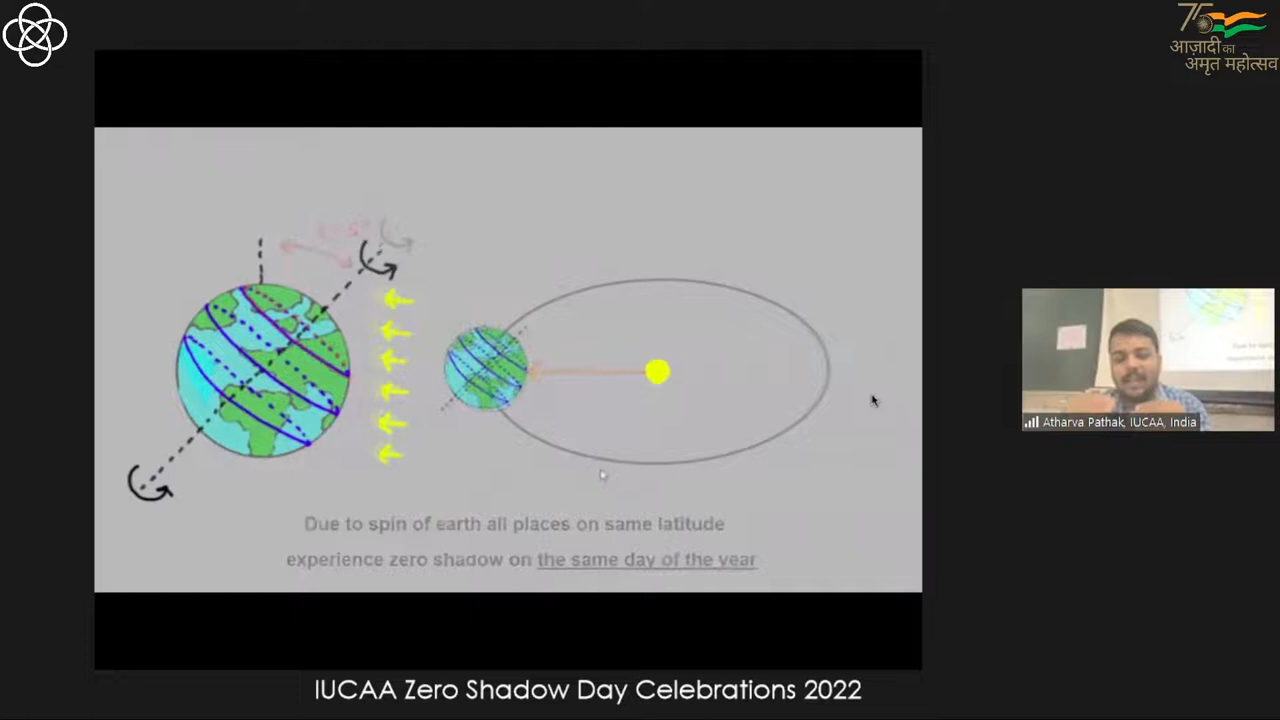 75
आज़ादी का
अमृत महोत्सव
Due to spin of earth all places on same latitude
experience zero shadow on the same day of the year
Atharva Pathak, IUCAA, India
IUCAA Zero Shadow Day Celebrations 2022